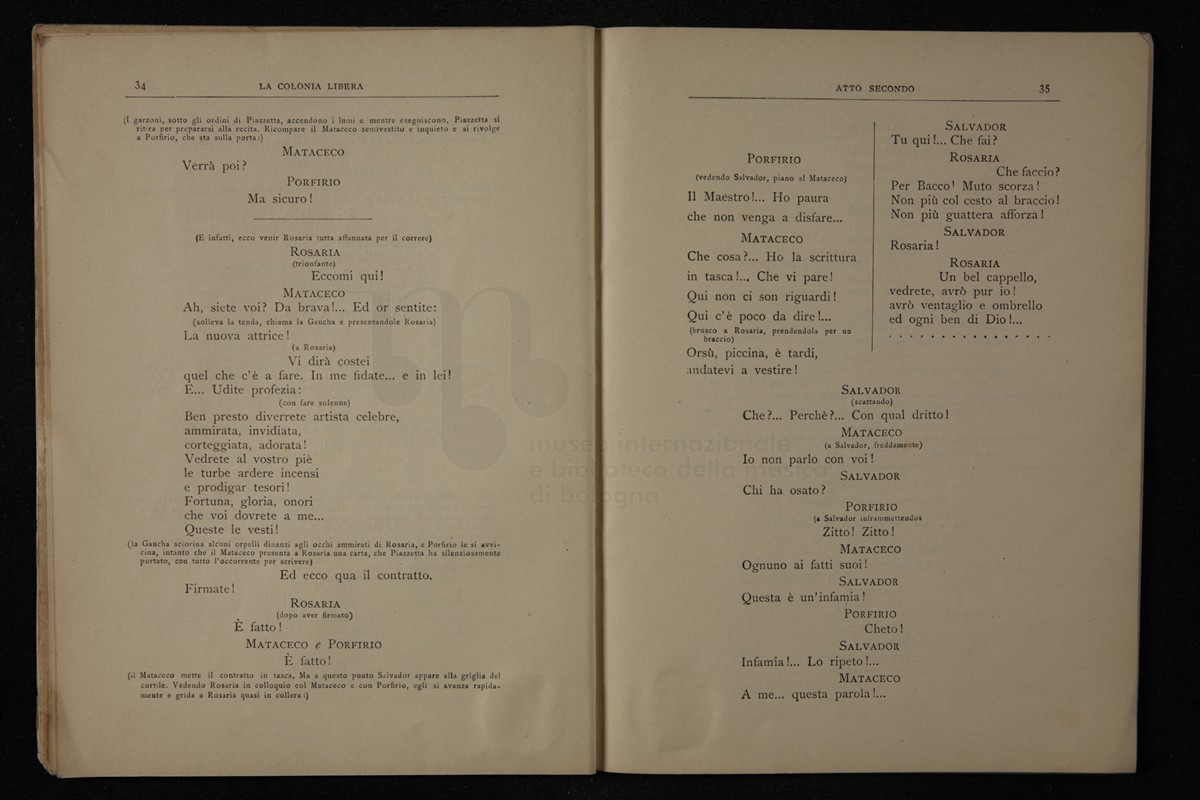 34
LA COLONIA LIBERA
(I garzoni, sotto gli ordini di Piazzetta, accendono i lumi e mentre eseguiscono, Piazzetta si
ritira per prepararsi alla recita. Ricompare il Mataceco semivestito e inquieto e si rivolge
a Porfirio, che sta sulla porta:)
MATACECO
Verrà poi?
PORFIRIO
Ma sicuro!
(E infatti, ecco venir Rosaria tutta affannata per il correre)
ROSARIA
(trionfante)
Eccomi qui!
MATACECO
Ah, siete voi? Da brava!... Ed or sentite:
(solleva la tenda, chiama la Gaucha e presentandole Rosaria)
La nuova attrice!
(a Rosaria)
Vi dirà costei
quel che c'è a fare. In me fidate... e in lei!
E... Udite profezia:
(con fare solenne)
Ben presto diverrete artista celebre,
ammirata, invidiata,
corteggiata, adorata!
Vedrete al vostro piè
le turbe ardere incensi
e prodigar tesori!
Fortuna, gloria, onori
che voi dovrete a me...
Queste le vesti!
(la Gaucha sciorina alcuni orpelli dinanzi agli occhi ammirati di Rosaria, e Porfirio le si avvi-
cina, intanto che il Mataceco presenta a Rosaria una carta, che Piazzetta ha silenziosamente
portato, con tutto l'occorrente per scrivere)
Ed ecco qua il contratto.
Firmate!
ROSARIA
(dopo aver firmato)
È fatto!
MATACECO e PORFIRIO
È fatto!
(il Mataceco mette il contratto in tasca. Ma a questo punto Salvador appare alla griglia del
cortile. Vedendo Rosaria in colloquio col Mataceco e con Porfirio, egli si avanza rapida-
mente e grida a Rosaria quasi in collera:)
ATTO SECONDO
35
PORFIRIO
(vedendo Salvador, piano al Mataceco)
Il Maestro!... Ho paura
che non venga a disfare...
MATACECO
Che cosa?... Ho la scrittura
in tasca!... Che vi pare!
Qui non ci son riguardi!
Qui c'è poco da dire!...
(brusco a Rosaria, prendendola per un
braccio)
Orsù, piccina, è tardi,
andatevi a vestire!
SALVADOR
Tu qui!... Che fai?
ROSARIA
Che faccio?
Per Bacco! Muto scorza!
Non più col cesto al braccio!
Non più guattera afforza!
SALVADOR
Rosaria!
ROSARIA
Un bel cappello,
vedrete, avrò pur io!
avrò ventaglio e ombrello
ed ogni ben di Dio!...
. . . . . . . . . . . . . . .
SALVADOR
(scattando)
Che?... Perchè?... Con qual dritto!
MATACECO
(a Salvador, freddamente)
Io non parlo con voi!
SALVADOR
Chi ha osato?
PORFIRIO
(a Salvador inframmettendos
Zitto! Zitto!
MATACECO
Ognuno ai fatti suoi!
SALVADOR
Questa è un'infamia!
PORFIRIO
Cheto!
SALVADOR
Infamia!... Lo ripeto!...
MATACECO
A me... questa parola!...
museo internazionale
e biblioteca della musica
di bologna